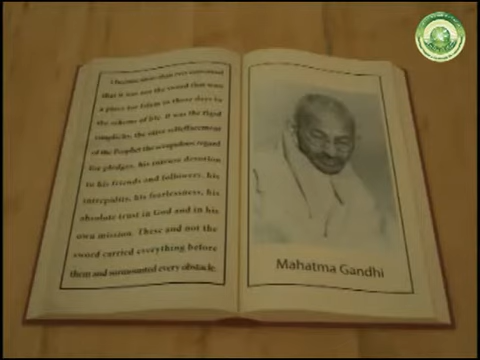 I became more than ever convinced
that it was not the sword that won
a place for Islam in those days in
the scheme of life. It was the rigid
simplicity, the utter selfeffacement
of the Prophet the scrupulous regard
for pledges, his intense devotion
to his friends and followers, his
intrepidity, his fearlessness, his
absolute trust in God and in his
own mission. These and not the
sword carried everything before
them and surmounted every obstacle.
Mahatma Gandhi